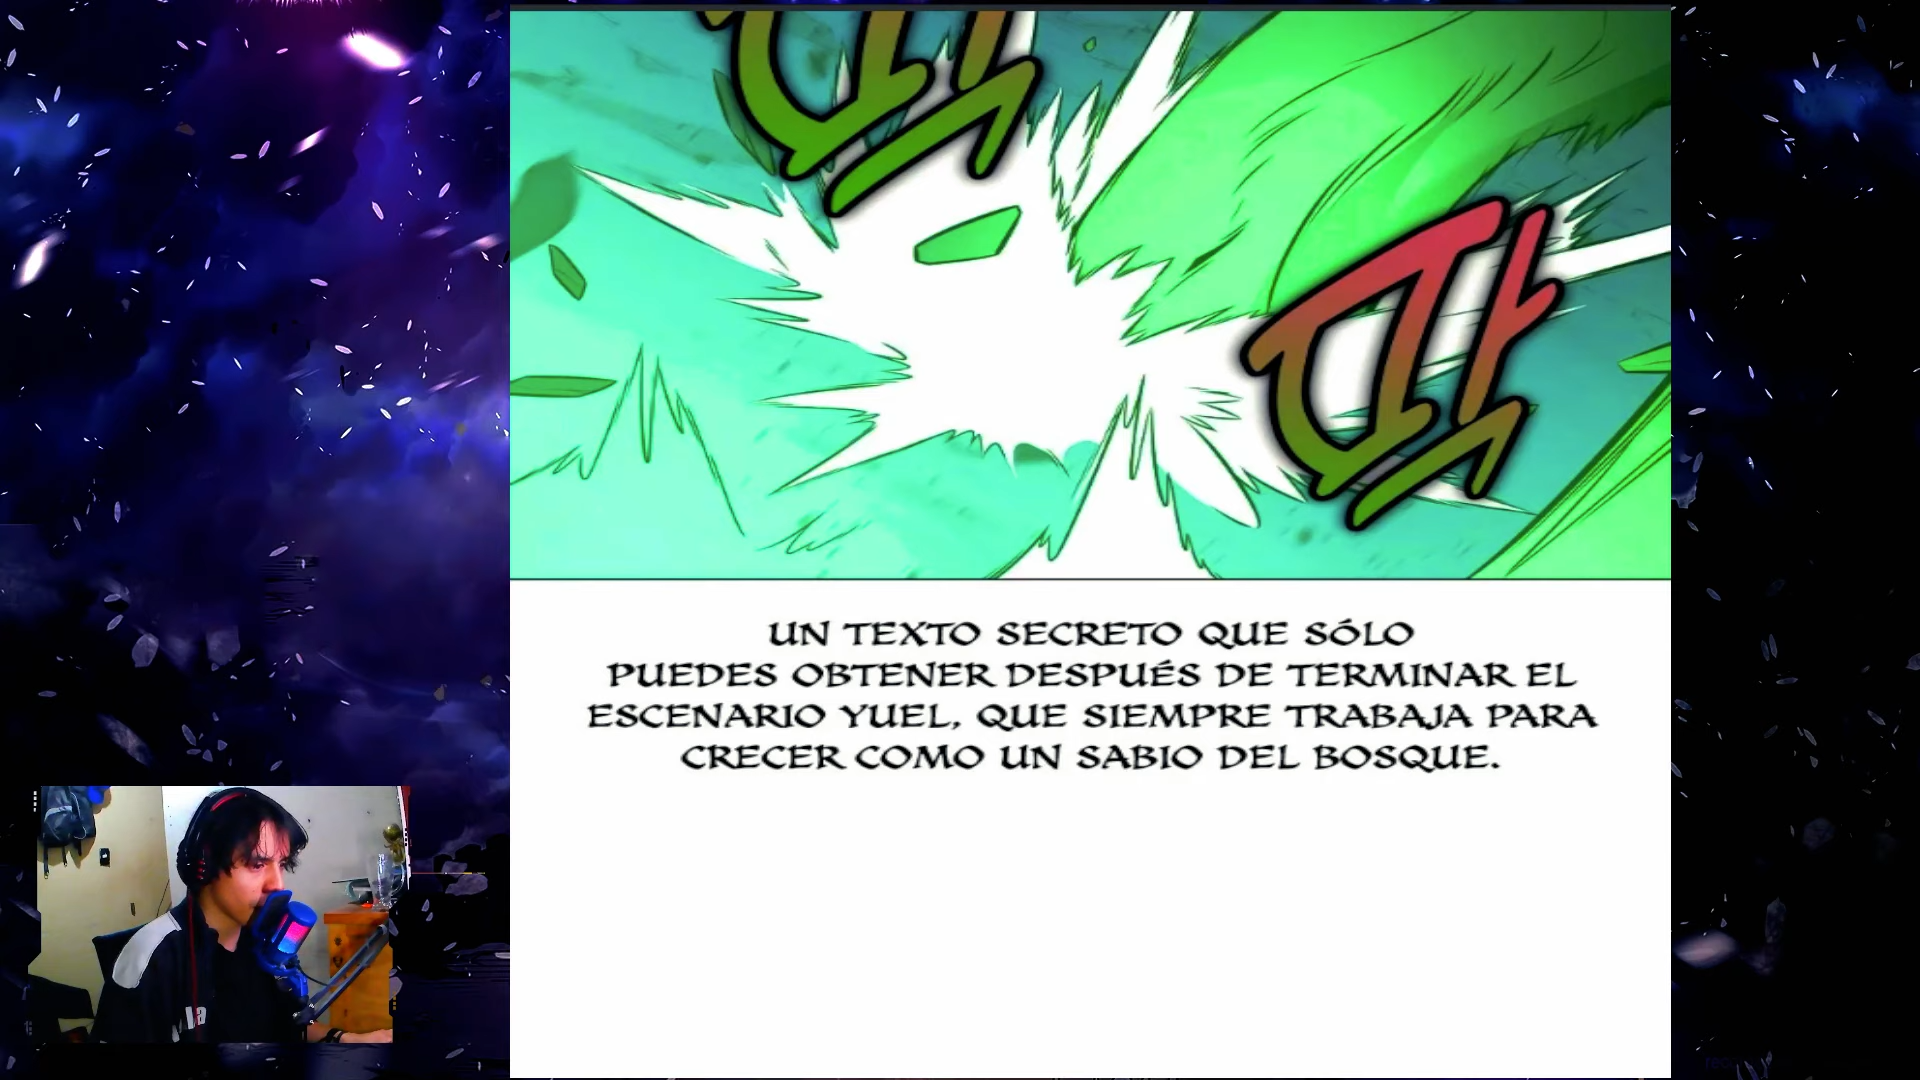 팍
UN TEXTO SECRETO QUE SÓLO
PUEDES OBTENER DESPUÉS DE TERMINAR EL
ESCENARIO YUEL, QUE SIEMPRE TRABAJA PARA
CRECER COMO UN SABIO DEL BOSQUE.